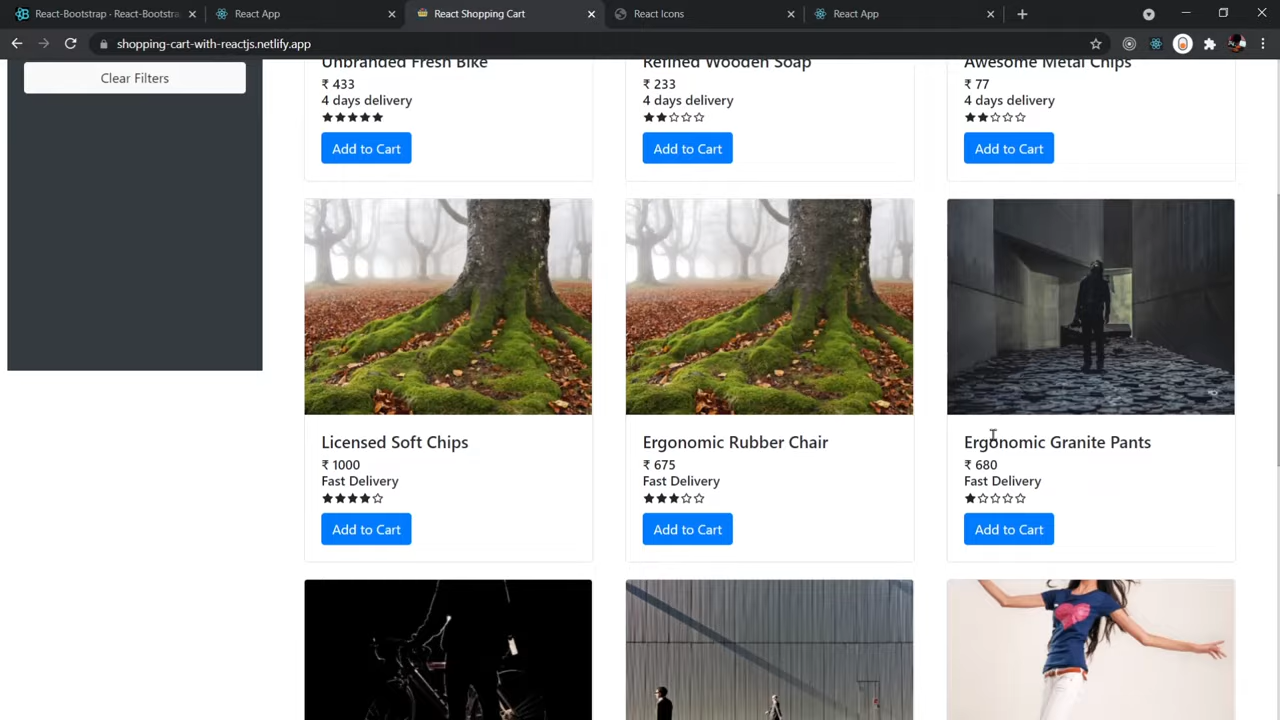 React-Bootstrap · React-Bootstra
React App
React Shopping Cart
React Icons
React App
shopping-cart-with-reactjs.netlify.app
Clear Filters
Unbranded Fresh Bike
₹ 433
4 days delivery
Add to Cart
Refined Wooden Soap
₹ 233
4 days delivery
Add to Cart
Awesome Metal Chips
₹ 77
4 days delivery
Add to Cart
Licensed Soft Chips
₹ 1000
Fast Delivery
Add to Cart
Ergonomic Rubber Chair
₹ 675
Fast Delivery
Add to Cart
Ergonomic Granite Pants
₹ 680
Fast Delivery
Add to Cart